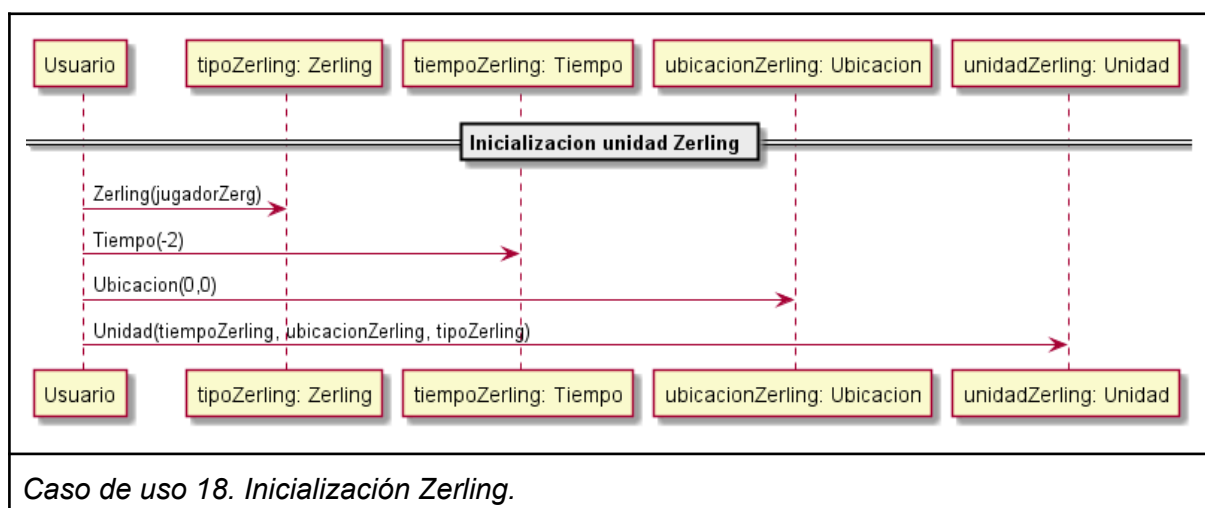 Usuario tipoZerling: Zerling tiempoZerling: Tiempo ubicacionZerling: Ubicacion unidadZerling: Unidad
Inicializacion unidad Zerling
Zerling(jugadorZerg)
Tiempo(-2)
Ubicacion(0,0)
Unidad(tiempoZerling, ubicacionZerling, tipoZerling)
Usuario tipoZerling: Zerling tiempoZerling: Tiempo ubicacionZerling: Ubicacion unidadZerling: Unidad
Caso de uso 18. Inicialización Zerling.